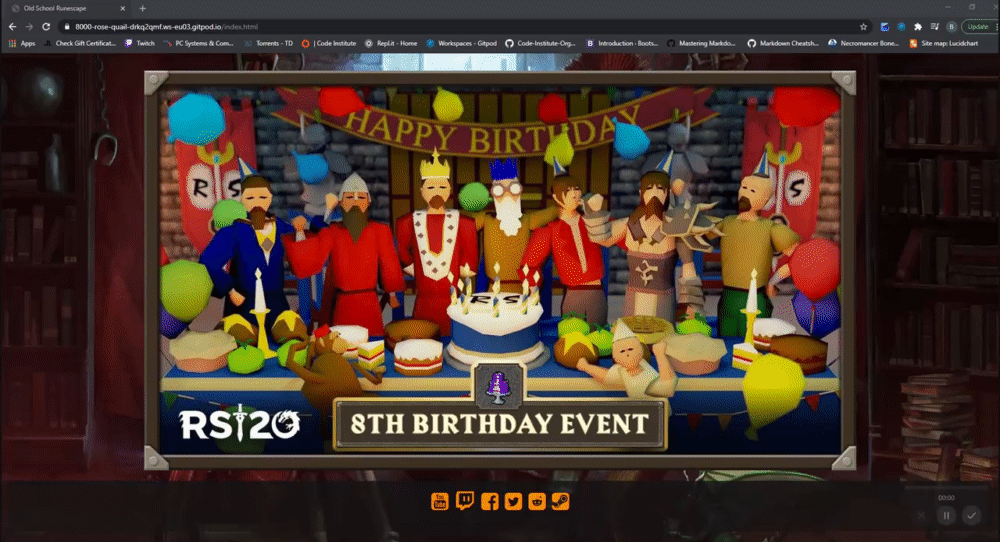 Old School Runescape
8000-rose-quail-drkq2qmf.ws-eu03.gitpod.io/index.html
Update
Apps
Check Gift Certificat...
Twitch
PC Systems & Com...
Torrents - TD
| Code Institute
Repl.it - Home
Workspaces - Gitpod
Code-Institute-Org...
Introduction · Boots...
Mastering Markdo...
Markdown Cheatsh...
Necromancer Bone...
Site map: Lucidchart
HAPPY BIRTHDAY
R S
S
R S
RS20
8TH BIRTHDAY EVENT
You Tube
00:00